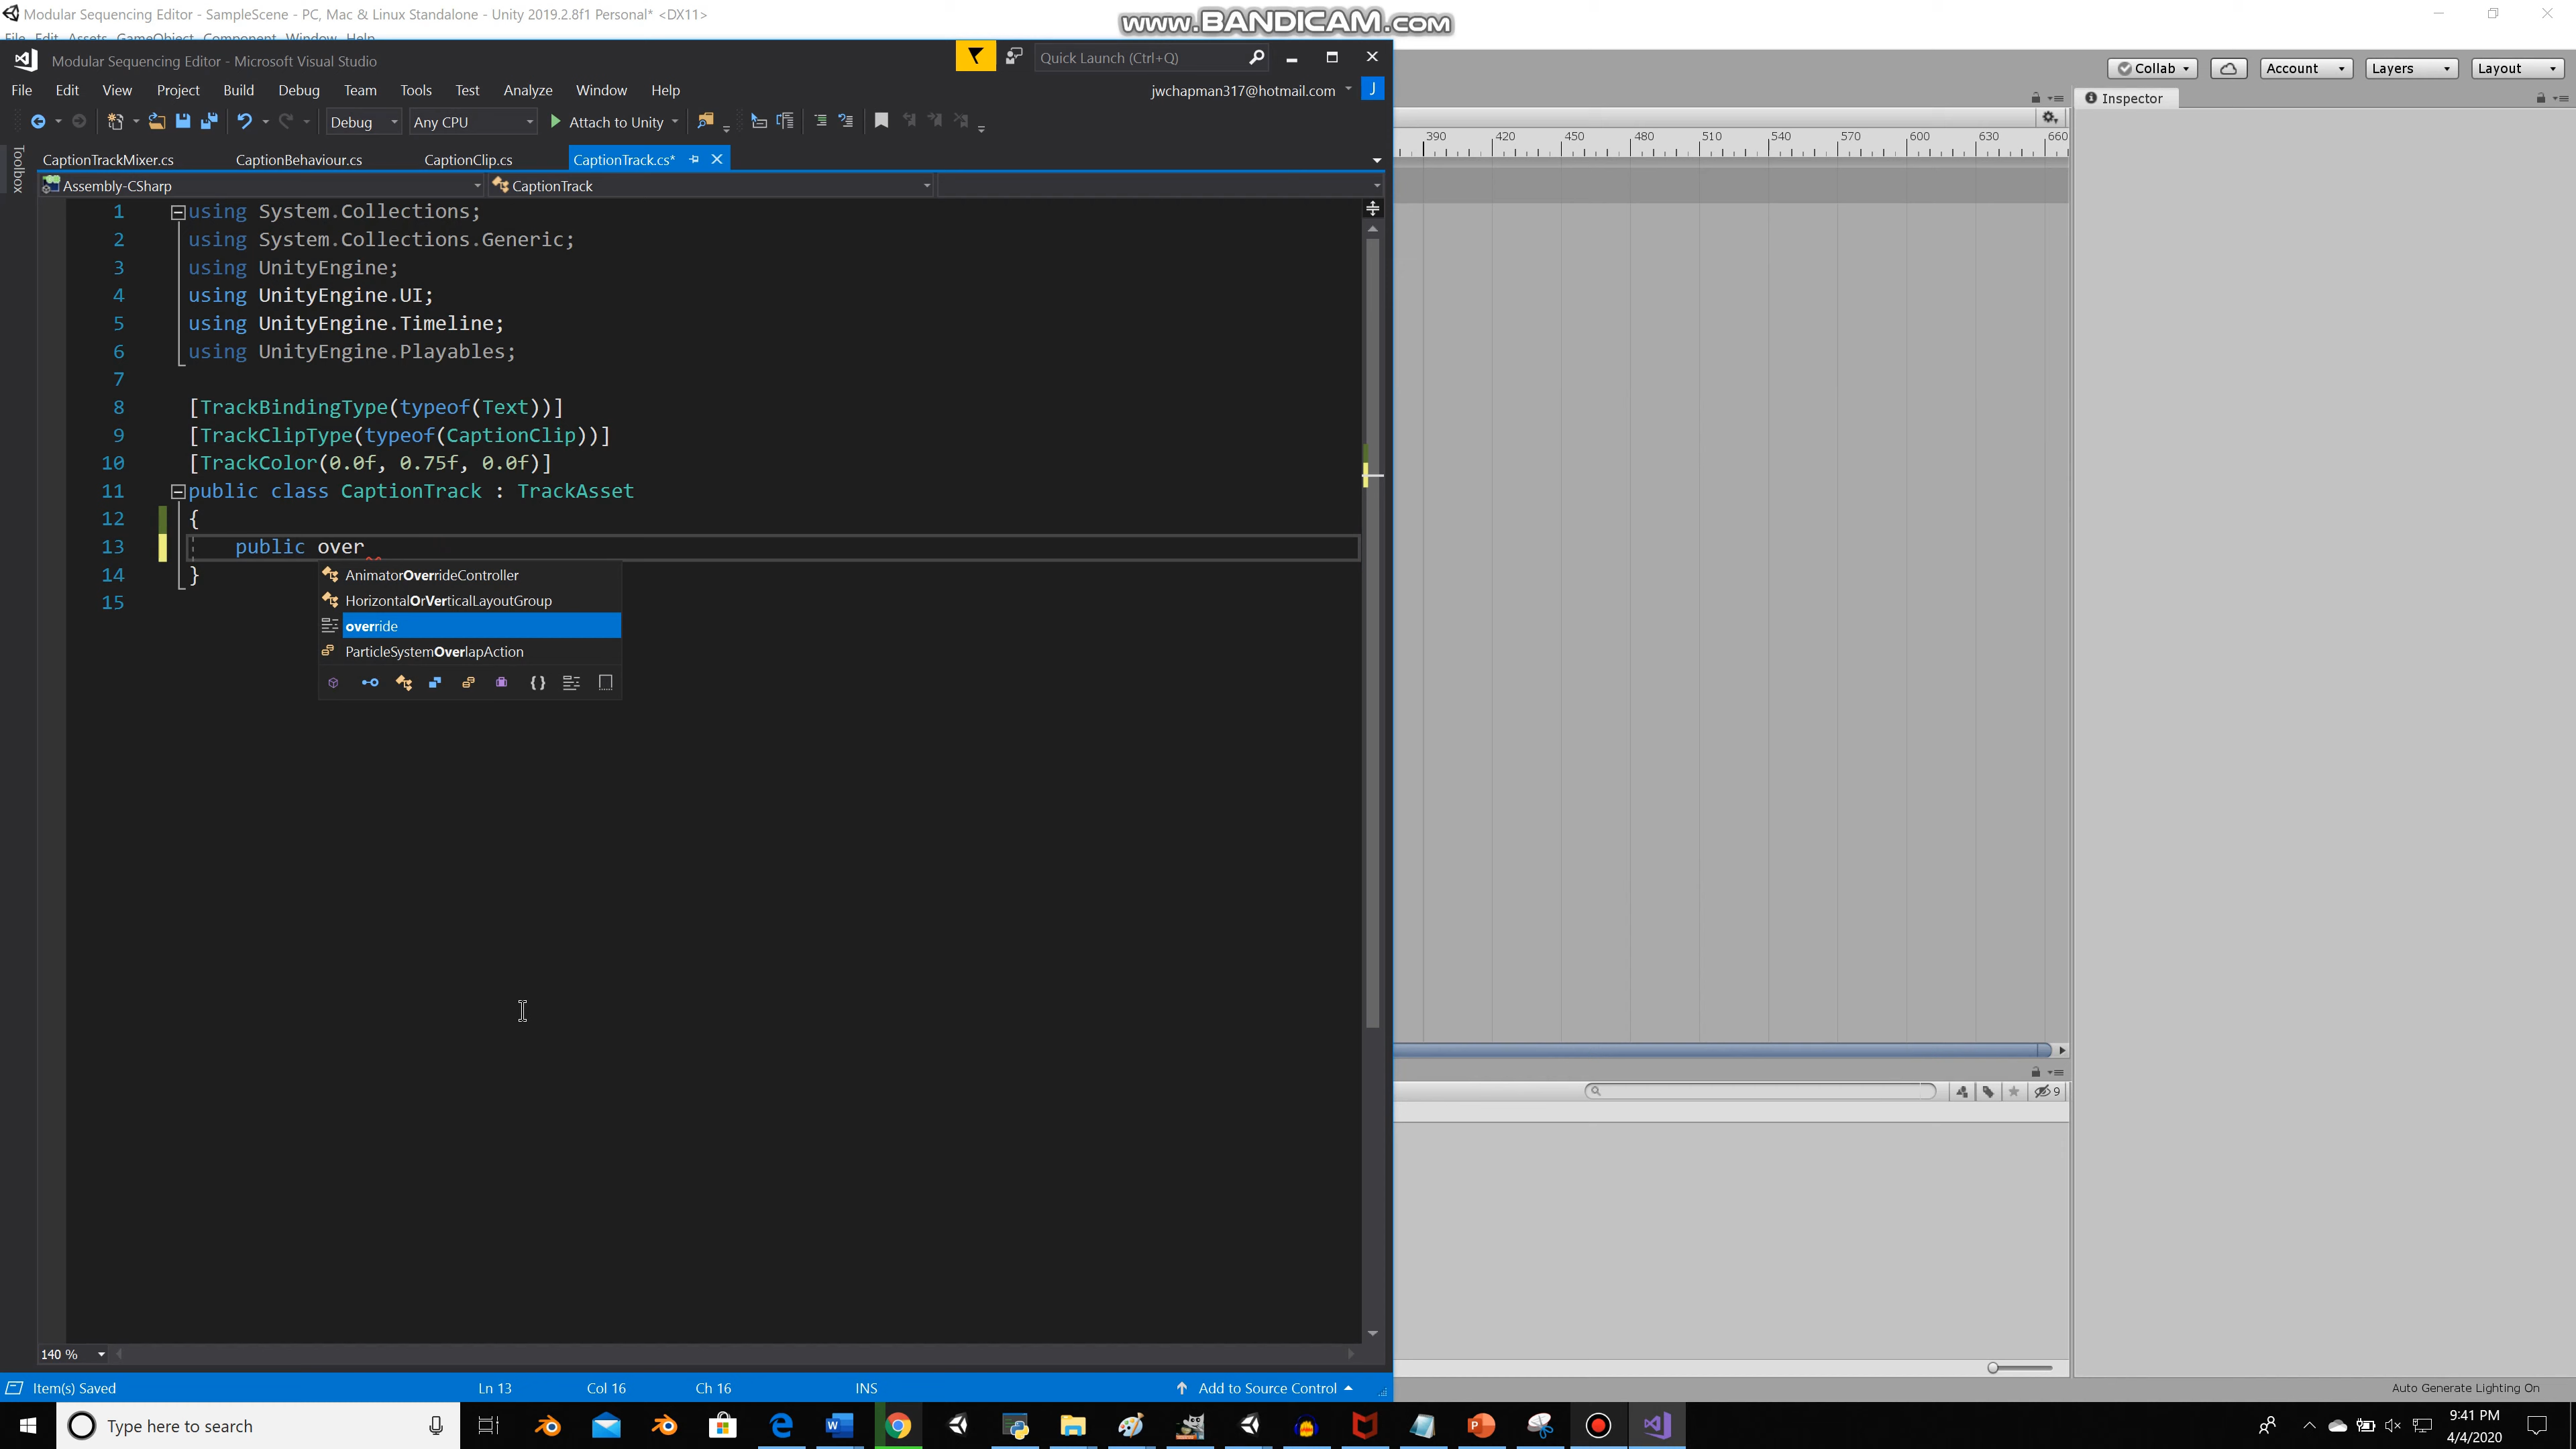 Modular Sequencing Editor - SampleScene - PC, Mac & Linux Standalone - Unity 2019.2.8f1 Personal* <DX11>
www.BANDICAM.com
File Edit Assets GameObject Component Window Help
Modular Sequencing Editor - Microsoft Visual Studio
Quick Launch (Ctrl+Q)
Collab
Account
Layers
Layout
File Edit View Project Build Debug Team Tools Test Analyze Window Help
jwchapman317@hotmail.com
J
Inspector
Debug
Any CPU
Attach to Unity
390 420 450 480 510 540 570 600 630 660
Toolbox
CaptionTrackMixer.cs
CaptionBehaviour.cs
CaptionClip.cs
CaptionTrack.cs*
Assembly-CSharp
CaptionTrack
1 using System.Collections;
2 using System.Collections.Generic;
3 using UnityEngine;
4 using UnityEngine.UI;
5 using UnityEngine.Timeline;
6 using UnityEngine.Playables;
7
8 [TrackBindingType(typeof(Text))]
9 [TrackClipType(typeof(CaptionClip))]
10 [TrackColor(0.0f, 0.75f, 0.0f)]
11 public class CaptionTrack : TrackAsset
12 {
13 public over
14 }
15
AnimatorOverrideController
HorizontalOrVerticalLayoutGroup
override
ParticleSystemOverlapAction
9
140 %
Item(s) Saved
Ln 13
Col 16
Ch 16
INS
Add to Source Control
Auto Generate Lighting On
Type here to search
9:41 PM
4/4/2020